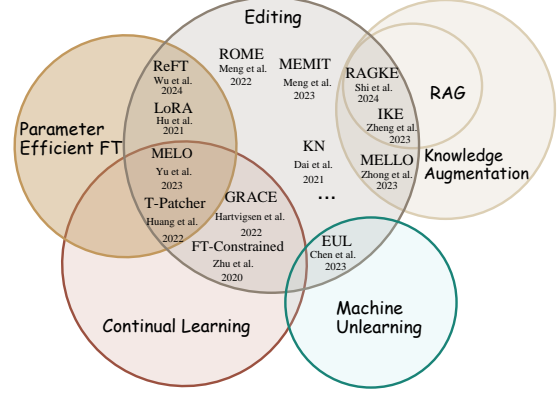 Editing
ReFT
Wu et al.
2024
LoRA
Hu et al.
2021
ROME
Meng et al.
2022
MEMIT
Meng et al.
2023
RAGKE
Shi et al.
2024
IKE
Zheng et al.
2023
MELLO
Zhong et al.
2023
RAG
Knowledge
Augmentation
Parameter
Efficient FT
MELO
Yu et al.
2023
T-Patcher
Huang et al.
2022
KN
Dai et al.
2021
...
GRACE
Hartvigsen et al.
2022
FT-Constrained
Zhu et al.
2020
EUL
Chen et al.
2023
Continual Learning
Machine
Unlearning